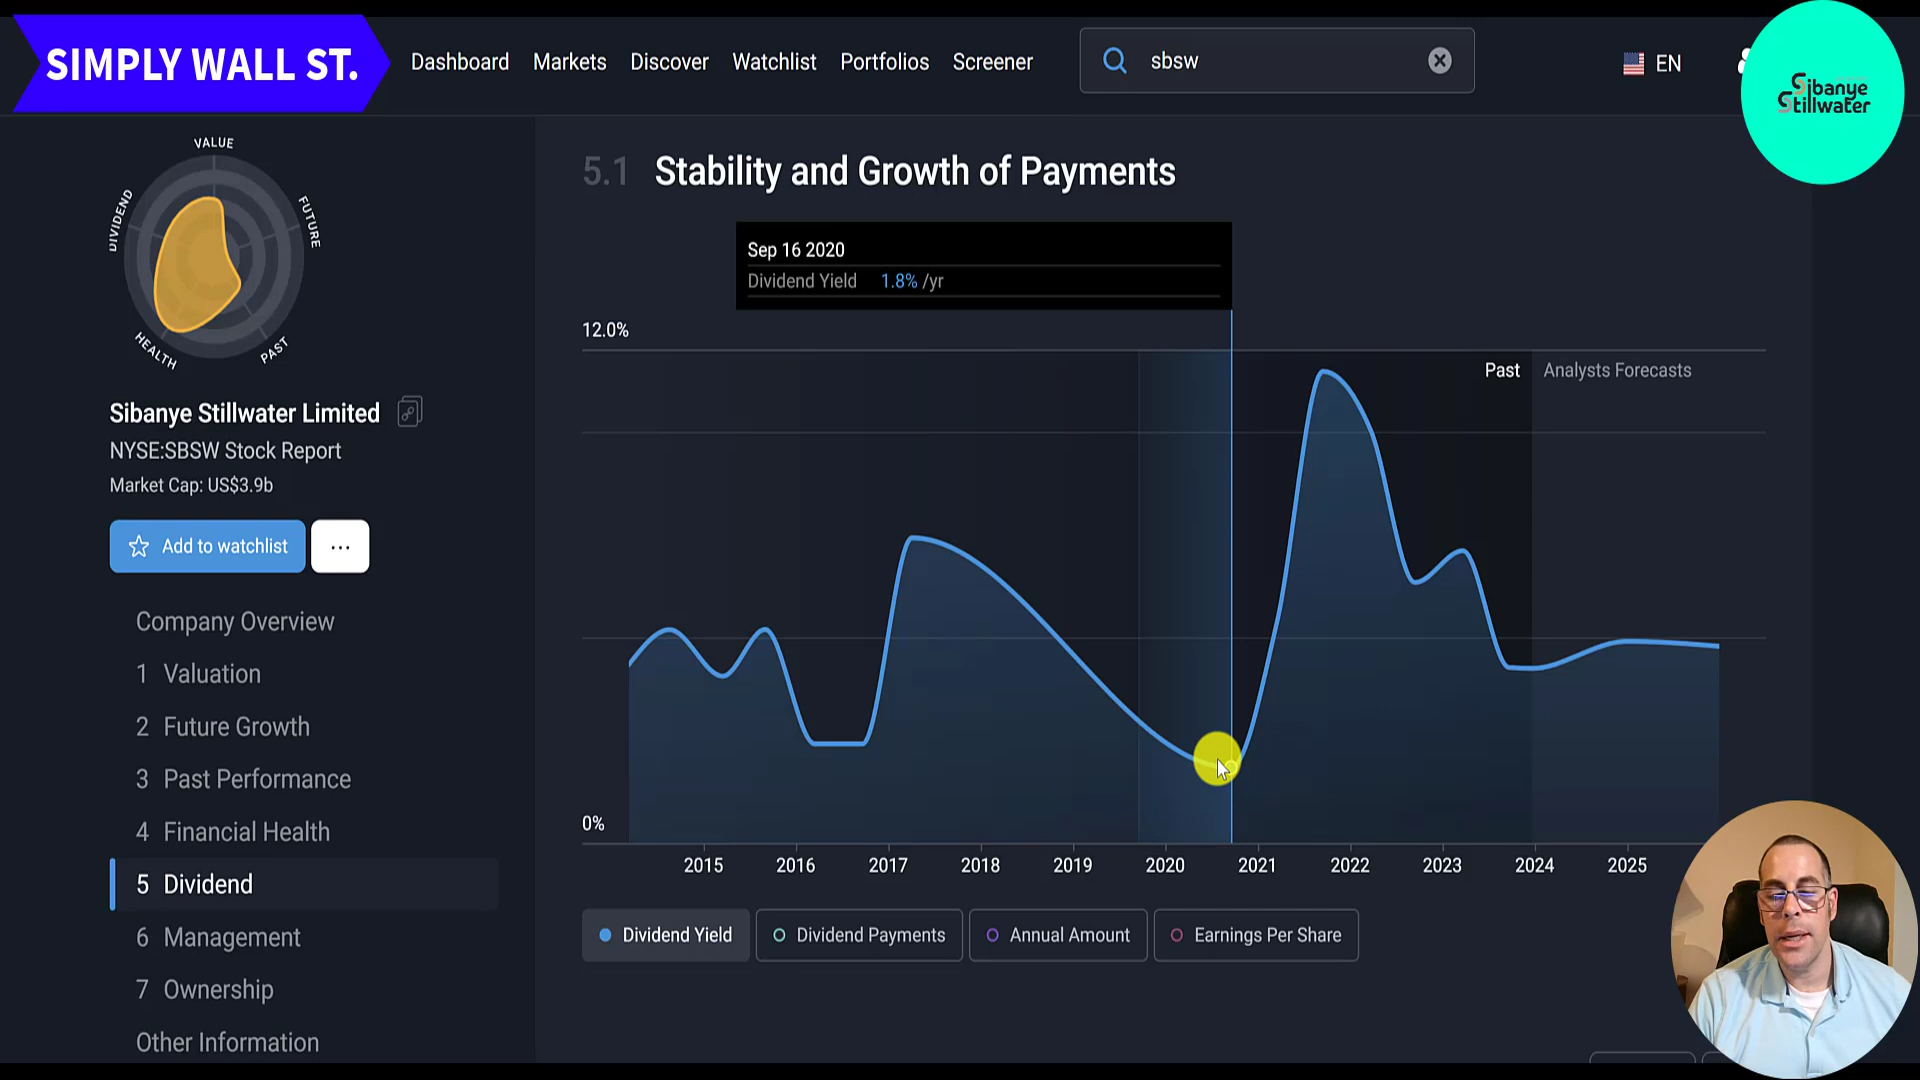 SIMPLY WALL ST.
Dashboard
Markets
Discover
Watchlist
Portfolios
Screener
sbsw
EN
Sibanye
Stillwater
VALUE
FUTURE
PAST
HEALTH
DIVIDEND
Sibanye Stillwater Limited
NYSE:SBSW Stock Report
Market Cap: US$3.9b
Add to watchlist
...
Company Overview
1 Valuation
2 Future Growth
3 Past Performance
4 Financial Health
5 Dividend
6 Management
7 Ownership
Other Information
5.1 Stability and Growth of Payments
Sep 16 2020
Dividend Yield 1.8% /yr
12.0%
Past
Analysts Forecasts
0%
2015 2016 2017 2018 2019 2020 2021 2022 2023 2024 2025
Dividend Yield
Dividend Payments
Annual Amount
Earnings Per Share